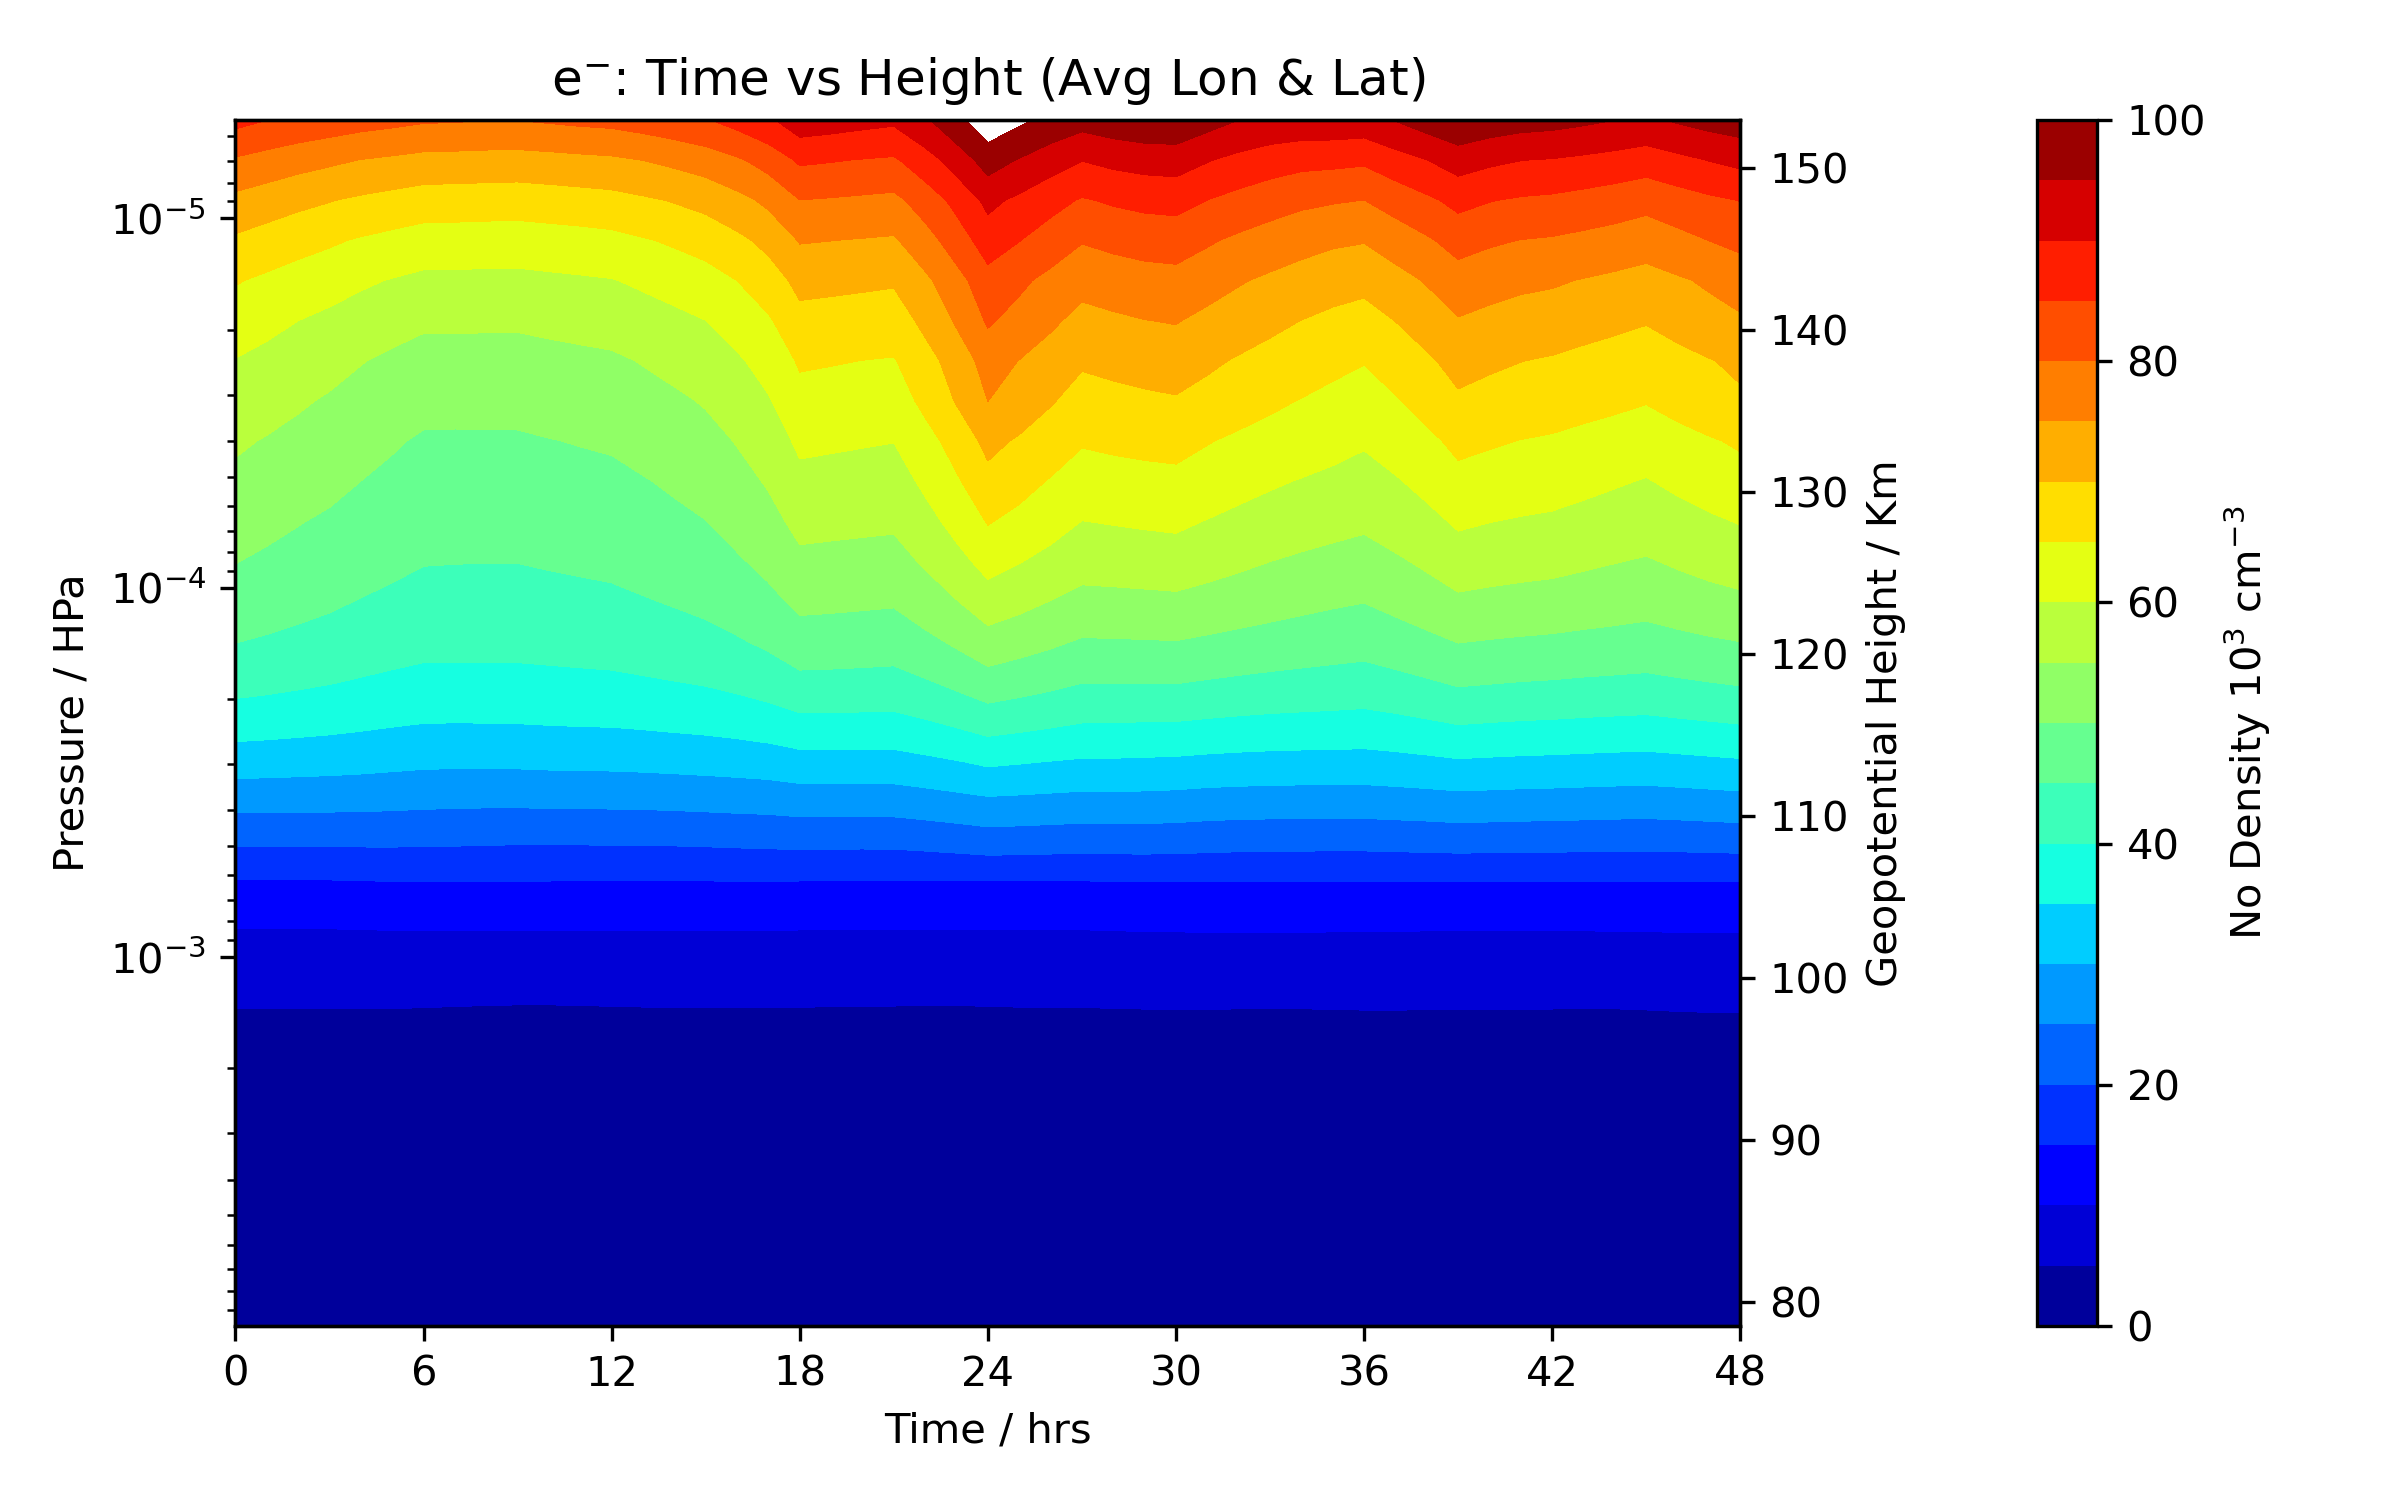 e⁻: Time vs Height (Avg Lon & Lat)
Pressure / HPa
10⁻⁵
10⁻⁴
10⁻³
0 6 12 18 24 30 36 42 48
Time / hrs
150
140
130
120
110
100
90
80
Geopotential Height / Km
100
80
60
40
20
0
No Density 10³ cm⁻³